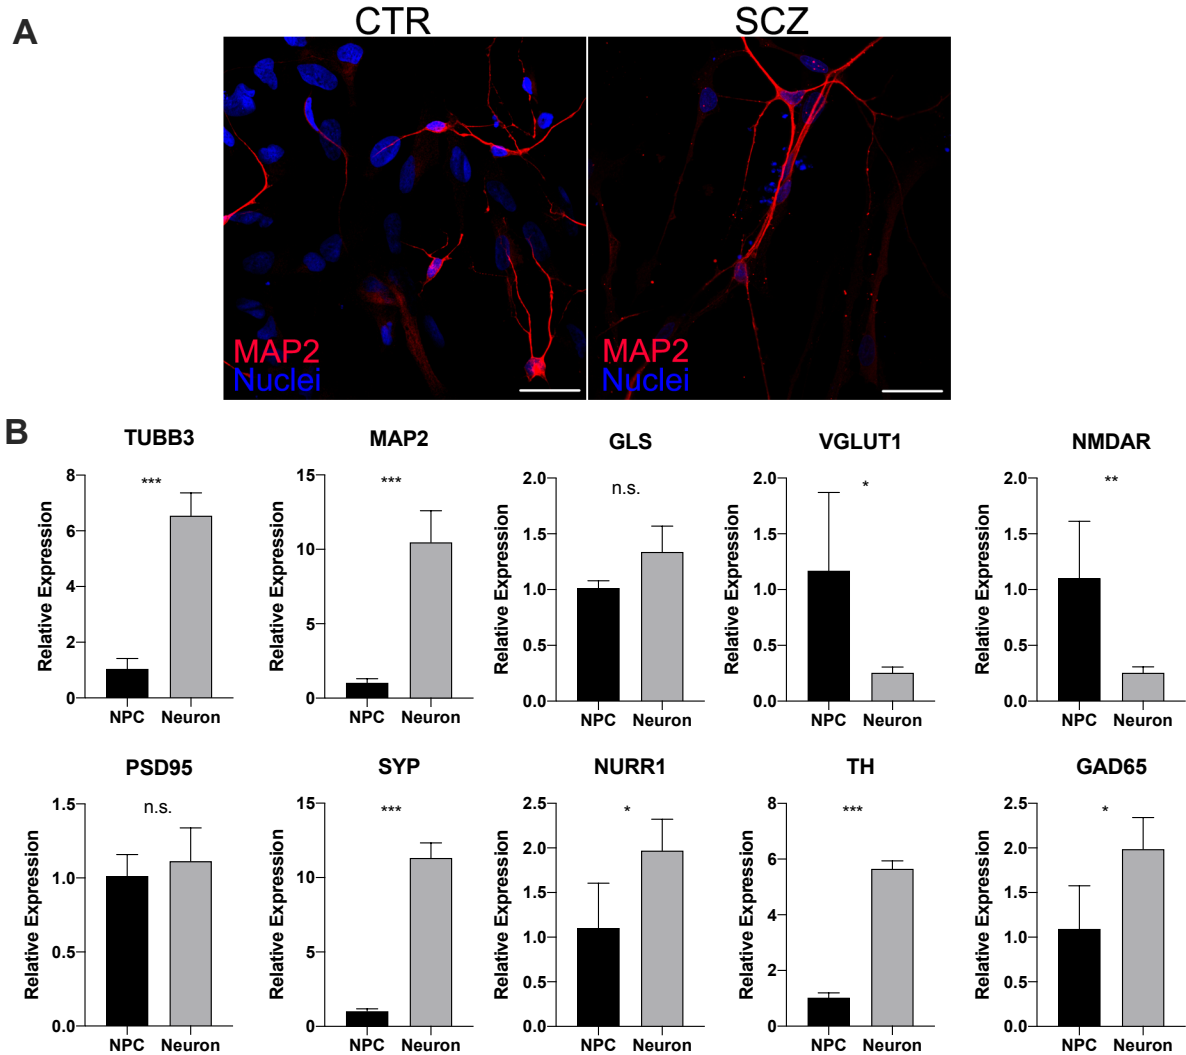 A
CTR
SCZ
MAP2
Nuclei
MAP2
Nuclei
B
TUBB3
Relative Expression
8
6
4
2
0
***
NPC
Neuron
MAP2
Relative Expression
15
10
5
0
***
NPC
Neuron
GLS
Relative Expression
2.0
1.5
1.0
0.5
0.0
n.s.
NPC
Neuron
VGLUT1
Relative Expression
2.0
1.5
1.0
0.5
0.0
*
NPC
Neuron
NMDAR
Relative Expression
2.0
1.5
1.0
0.5
0.0
**
NPC
Neuron
PSD95
Relative Expression
1.5
1.0
0.5
0.0
n.s.
NPC
Neuron
SYP
Relative Expression
15
10
5
0
***
NPC
Neuron
NURR1
Relative Expression
2.5
2.0
1.5
1.0
0.5
0.0
*
NPC
Neuron
TH
Relative Expression
8
6
4
2
0
***
NPC
Neuron
GAD65
Relative Expression
2.5
2.0
1.5
1.0
0.5
0.0
*
NPC
Neuron